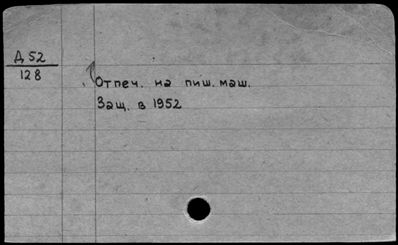 Д 52
128
Отпеч. на пиш. маш.
Защ. в 1952